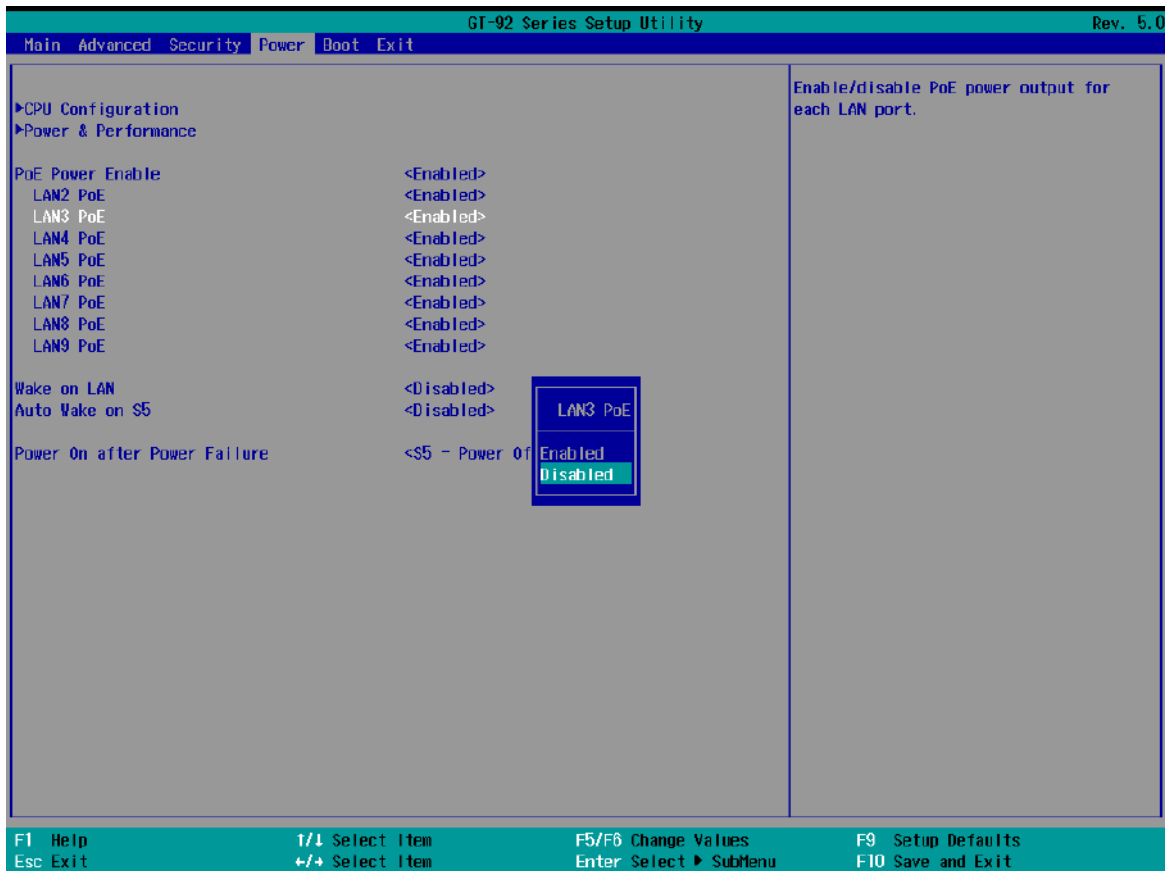 GT-92 Series Setup Utility Rev. 5.0
Main Advanced Security Power Boot Exit
▶CPU Configuration
▶Power & Performance
PoE Power Enable <Enabled>
LAN2 PoE <Enabled>
LAN3 PoE <Enabled>
LAN4 PoE <Enabled>
LAN5 PoE <Enabled>
LAN6 PoE <Enabled>
LAN7 PoE <Enabled>
LAN8 PoE <Enabled>
LAN9 PoE <Enabled>
Wake on LAN <Disabled>
Auto Wake on S5 <Disabled>
Power On after Power Failure <S5 - Power Of
LAN3 PoE
Enabled
Disabled
Enable/disable PoE power output for
each LAN port.
F1 Help ↑/↓ Select Item F5/F6 Change Values F9 Setup Defaults
Esc Exit ←/→ Select Item Enter Select ▶ SubMenu F10 Save and Exit